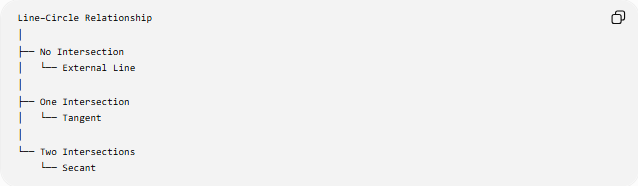 Line–Circle Relationship
│
├── No Intersection
│   └── External Line
│
├── One Intersection
│   └── Tangent
│
└── Two Intersections
    └── Secant